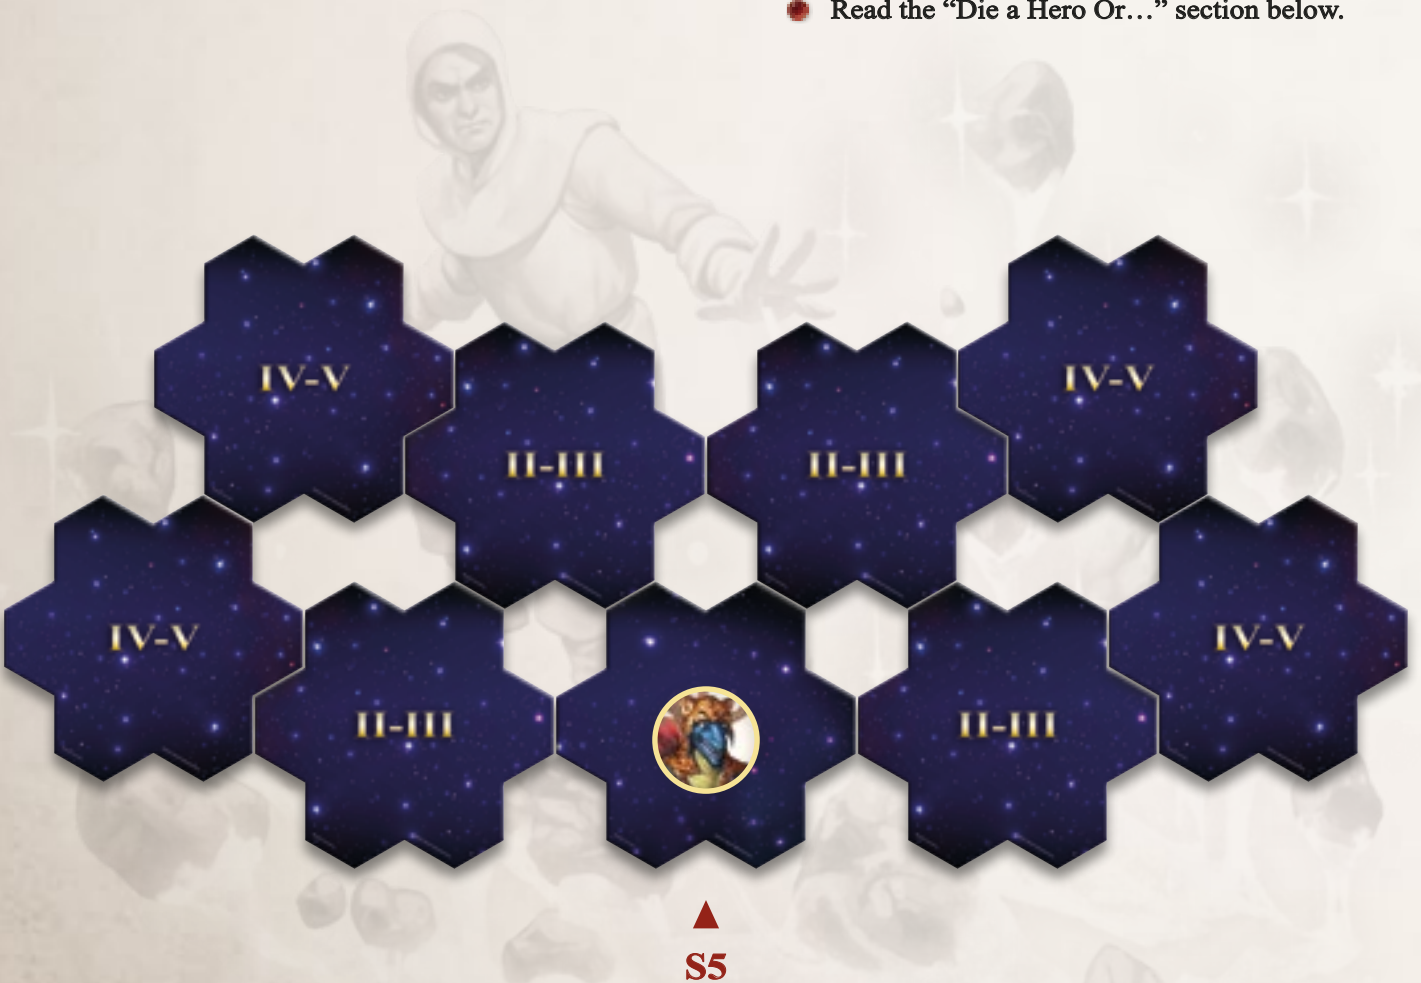 Read the “Die a Hero Or…” section below.
IV-V
IV-V
II-III
II-III
IV-V
IV-V
II-III
II-III
S5